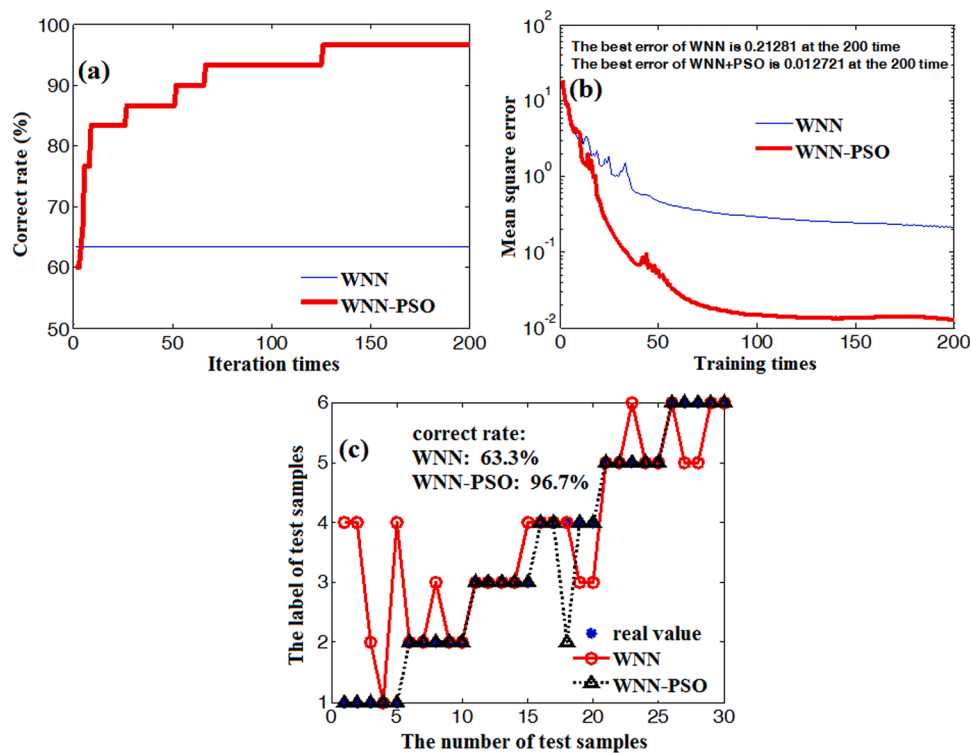 100
90
80
70
60
50
0
50
100
150
200
Correct rate (%)
Iteration times
(a)
WNN
WNN-PSO
10^2
10^1
10^0
10^-1
10^-2
0
50
100
150
200
Mean square error
Training times
The best error of WNN is 0.21281 at the 200 time
The best error of WNN+PSO is 0.012721 at the 200 time
(b)
WNN
WNN-PSO
6
5
4
3
2
1
0
5
10
15
20
25
30
The label of test samples
The number of test samples
(c)
correct rate:
WNN: 63.3%
WNN-PSO: 96.7%
real value
WNN
WNN-PSO